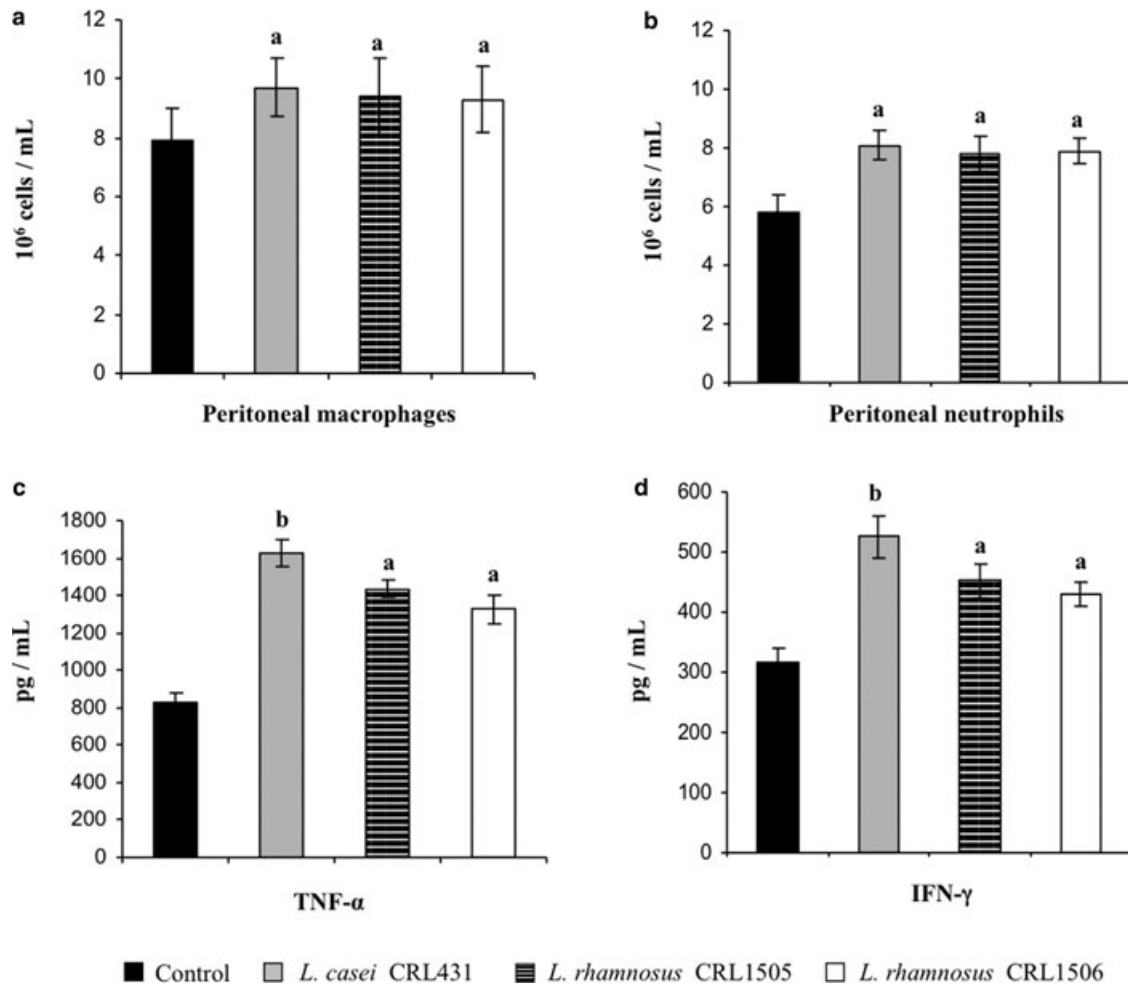 a
12
10
8
6
4
2
0
10⁶ cells / mL
a
a
a
Peritoneal macrophages
b
12
10
8
6
4
2
0
10⁶ cells / mL
a
a
a
Peritoneal neutrophils
c
1800
1600
1400
1200
1000
800
600
400
200
0
pg / mL
b
a
a
TNF-α
d
600
500
400
300
200
100
0
pg / mL
b
a
a
IFN-γ
Control L. casei CRL431 L. rhamnosus CRL1505 L. rhamnosus CRL1506